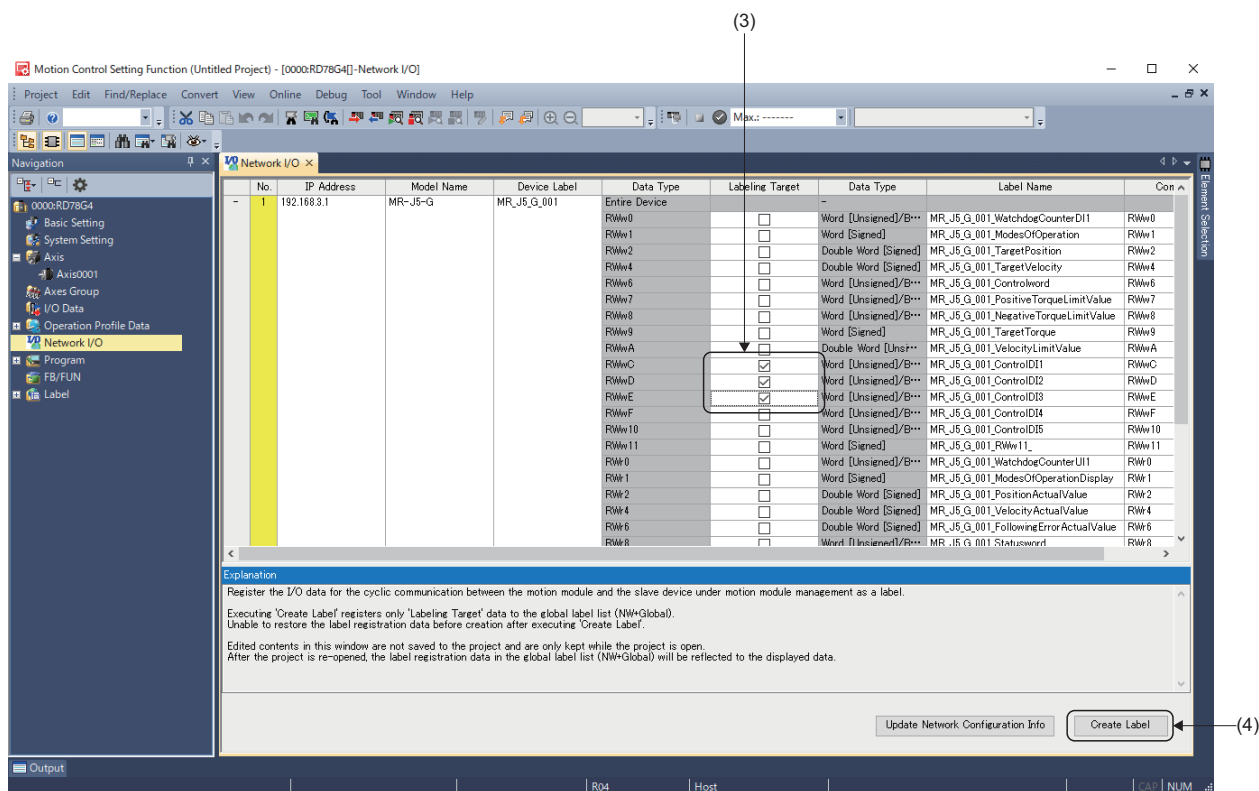 (3)
Motion Control Setting Function (Untitled Project) - [0000:RD78G4[]-Network I/O]
Project Edit Find/Replace Convert View Online Debug Tool Window Help
0 Max.: -------
Navigation
Network I/O
0000:RD78G4
Basic Setting
System Setting
Axis
Axis0001
Axes Group
I/O Data
Operation Profile Data
Network I/O
Program
FB/FUN
Label
Element Selection
No. IP Address Model Name Device Label Data Type Labeling Target Data Type Label Name Con
− 1 192.168.3.1 MR-J5-G MR_J5_G_001 Entire Device −
RWw0 Word [Unsigned]/B··· MR_J5_G_001_WatchdogCounterDI1 RWw0
RWw1 Word [Signed] MR_J5_G_001_ModesOfOperation RWw1
RWw2 Double Word [Signed] MR_J5_G_001_TargetPosition RWw2
RWw4 Double Word [Signed] MR_J5_G_001_TargetVelocity RWw4
RWw6 Word [Unsigned]/B··· MR_J5_G_001_Controlword RWw6
RWw7 Word [Unsigned]/B··· MR_J5_G_001_PositiveTorqueLimitValue RWw7
RWw8 Word [Unsigned]/B··· MR_J5_G_001_NegativeTorqueLimitValue RWw8
RWw9 Word [Signed] MR_J5_G_001_TargetTorque RWw9
RWwA Double Word [Unsi··· MR_J5_G_001_VelocityLimitValue RWwA
RWwC Word [Unsigned]/B··· MR_J5_G_001_ControlDI1 RWwC
RWwD Word [Unsigned]/B··· MR_J5_G_001_ControlDI2 RWwD
RWwE Word [Unsigned]/B··· MR_J5_G_001_ControlDI3 RWwE
RWwF Word [Unsigned]/B··· MR_J5_G_001_ControlDI4 RWwF
RWw10 Word [Unsigned]/B··· MR_J5_G_001_ControlDI5 RWw10
RWw11 Word [Signed] MR_J5_G_001_RWw11_ RWw11
RWr0 Word [Unsigned]/B··· MR_J5_G_001_WatchdogCounterUI1 RWr0
RWr1 Word [Signed] MR_J5_G_001_ModesOfOperationDisplay RWr1
RWr2 Double Word [Signed] MR_J5_G_001_PositionActualValue RWr2
RWr4 Double Word [Signed] MR_J5_G_001_VelocityActualValue RWr4
RWr6 Double Word [Signed] MR_J5_G_001_FollowingErrorActualValue RWr6
RWr8 Word [Unsigned]/B··· MR_J5_G_001_Statusword RWr8
Explanation
Register the I/O data for the cyclic communication between the motion module and the slave device under motion module management as a label.
Executing 'Create Label' registers only 'Labeling Target' data to the global label list (NW+Global).
Unable to restore the label registration data before creation after executing 'Create Label'.
Edited contents in this window are not saved to the project and are only kept while the project is open.
After the project is re-opened, the label registration data in the global label list (NW+Global) will be reflected to the displayed data.
Update Network Configuration Info Create Label (4)
Output
R04 Host CAP NUM